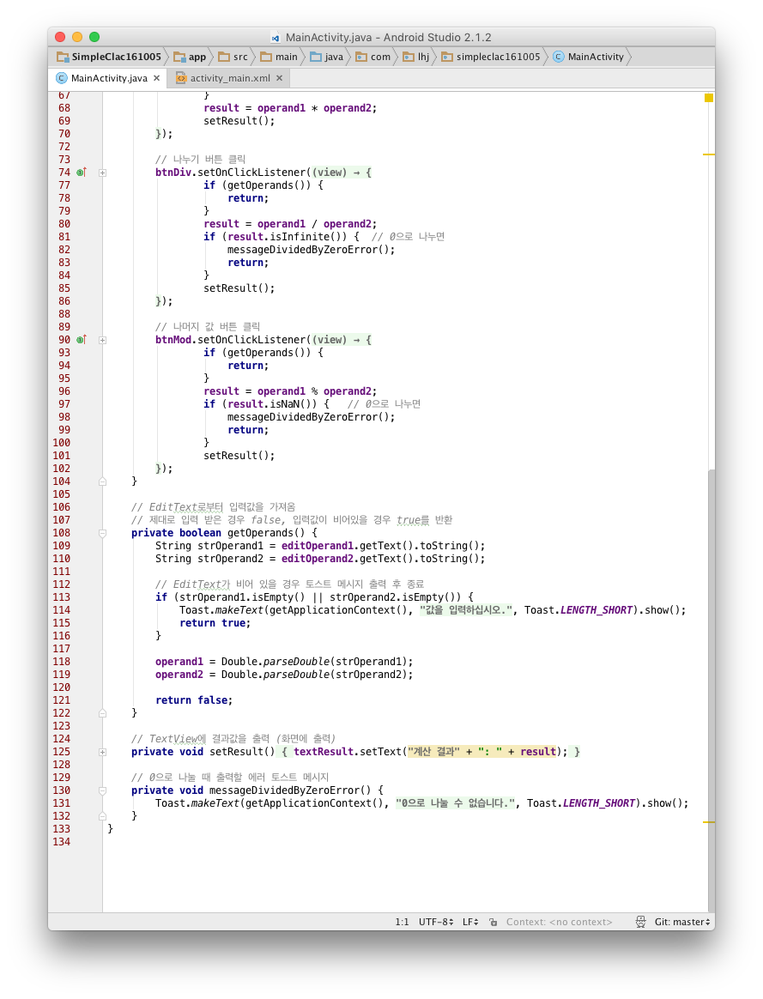 MainActivity.java - Android Studio 2.1.2
SimpleClac161005 app src main java com lhj simpleclac161005 MainActivity
MainActivity.java activity_main.xml
67 }
68 result = operand1 * operand2;
69 setResult();
70 });
72
73 // 나누기 버튼 클릭
74 btnDiv.setOnClickListener((view) → {
77 if (getOperands()) {
78 return;
79 }
80 result = operand1 / operand2;
81 if (result.isInfinite()) { // 0으로 나누면
82 messageDividedByZeroError();
83 return;
84 }
85 setResult();
86 });
88
89 // 나머지 값 버튼 클릭
90 btnMod.setOnClickListener((view) → {
93 if (getOperands()) {
94 return;
95 }
96 result = operand1 % operand2;
97 if (result.isNaN()) { // 0으로 나누면
98 messageDividedByZeroError();
99 return;
100 }
101 setResult();
102 });
104 }
105
106 // EditText로부터 입력값을 가져옴
107 // 제대로 입력 받은 경우 false, 입력값이 비어있을 경우 true를 반환
108 private boolean getOperands() {
109 String strOperand1 = editOperand1.getText().toString();
110 String strOperand2 = editOperand2.getText().toString();
111
112 // EditText가 비어 있을 경우 토스트 메시지 출력 후 종료
113 if (strOperand1.isEmpty() || strOperand2.isEmpty()) {
114 Toast.makeText(getApplicationContext(), "값을 입력하십시오.", Toast.LENGTH_SHORT).show();
115 return true;
116 }
117
118 operand1 = Double.parseDouble(strOperand1);
119 operand2 = Double.parseDouble(strOperand2);
120
121 return false;
122 }
123
124 // TextView에 결과값을 출력 (화면에 출력)
125 private void setResult() { textResult.setText("계산 결과" + ": " + result); }
128
129 // 0으로 나눌 때 출력할 에러 토스트 메시지
130 private void messageDividedByZeroError() {
131 Toast.makeText(getApplicationContext(), "0으로 나눌 수 없습니다.", Toast.LENGTH_SHORT).show();
132 }
133 }
134
1:1 UTF-8 LF Context: <no context> Git: master